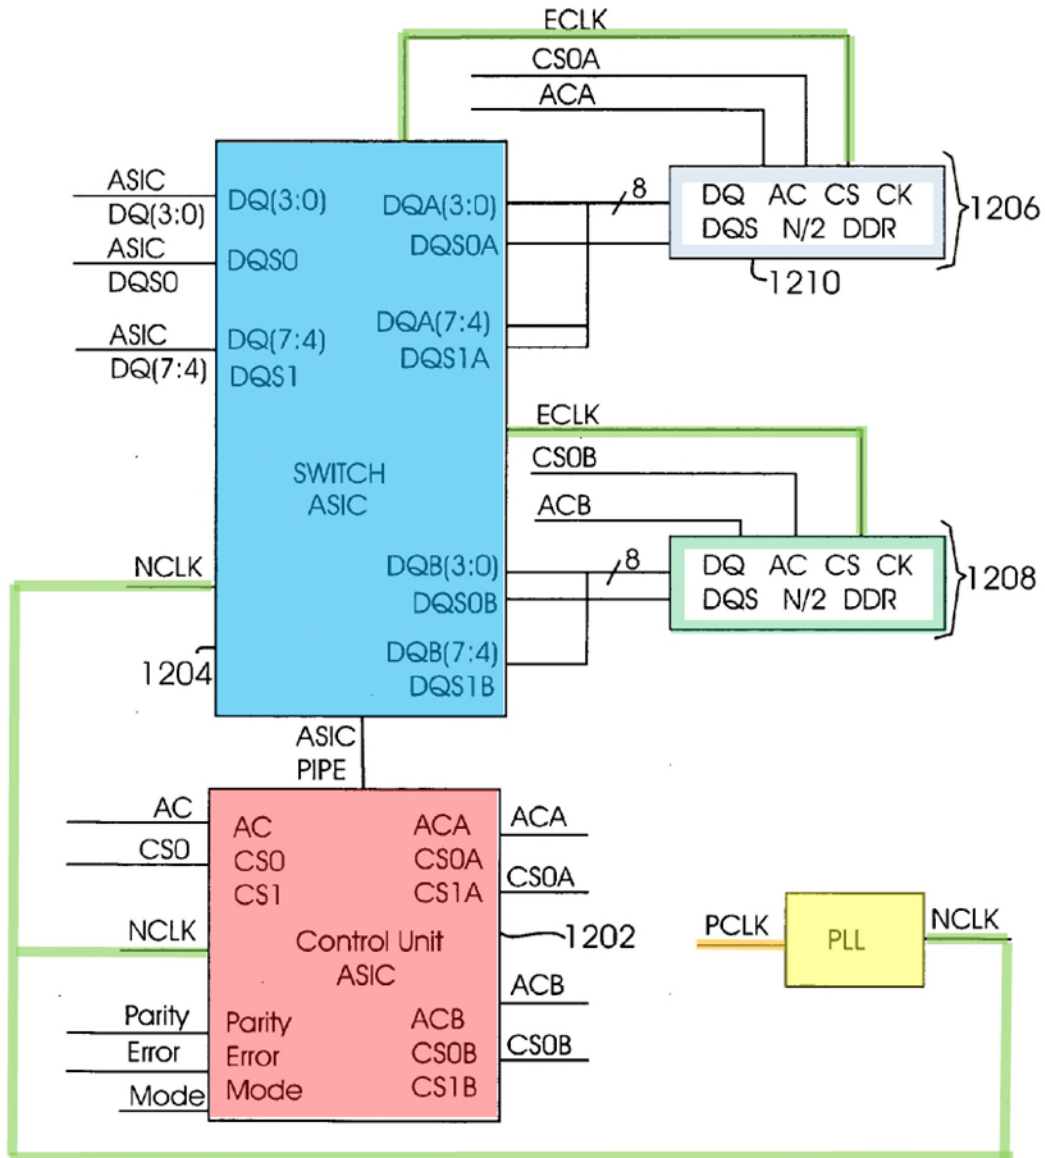 ECLK
CS0A
ACA
ASIC
DQ(3:0)
ASIC
DQS0
ASIC
DQ(7:4)
DQ(3:0)
DQS0
DQ(7:4)
DQS1
DQA(3:0)
DQS0A
DQA(7:4)
DQS1A
8
DQ AC CS CK
DQS N/2 DDR
1206
1210
SWITCH
ASIC
ECLK
CS0B
ACB
NCLK
1204
DQB(3:0)
DQS0B
DQB(7:4)
DQS1B
8
DQ AC CS CK
DQS N/2 DDR
1208
ASIC
PIPE
AC
CS0
NCLK
Parity
Error
Mode
AC
CS0
CS1
ACA
CS0A
CS1A
Control Unit
ASIC
Parity
Error
Mode
ACB
CS0B
CS1B
ACA
CS0A
1202
ACB
CS0B
PCLK
PLL
NCLK